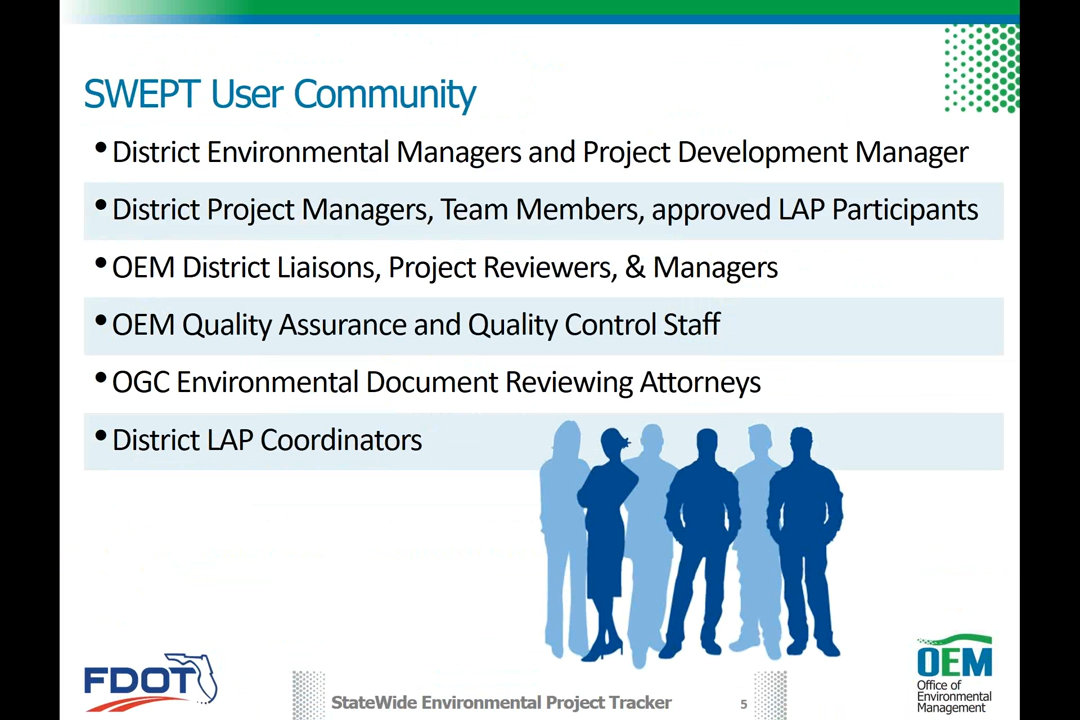 SWEPT User Community
• District Environmental Managers and Project Development Manager
• District Project Managers, Team Members, approved LAP Participants
• OEM District Liaisons, Project Reviewers, & Managers
• OEM Quality Assurance and Quality Control Staff
• OGC Environmental Document Reviewing Attorneys
• District LAP Coordinators
FDOT
StateWide Environmental Project Tracker
5
OEM
Office of
Environmental
Management